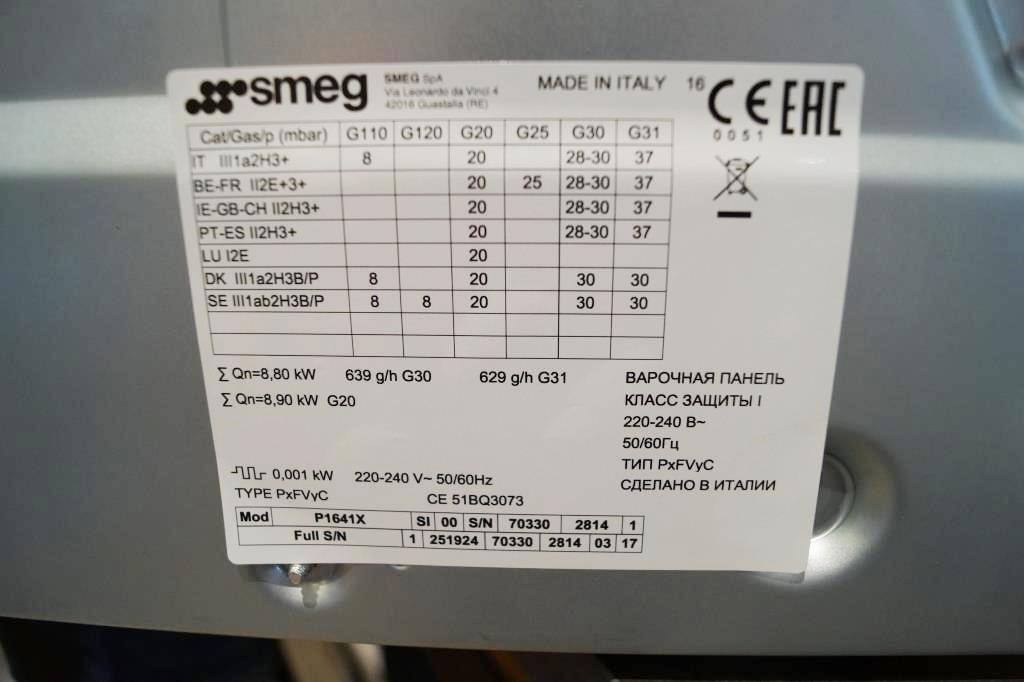 smeg SMEG SpA
Via Leonardo da Vinci 4
42016 Guastalla (RE)
MADE IN ITALY 16 CE EAC
0051
Cat/Gas/p (mbar) G110 G120 G20 G25 G30 G31
IT III1a2H3+ 8 20 28-30 37
BE-FR II2E+3+ 20 25 28-30 37
IE-GB-CH II2H3+ 20 28-30 37
PT-ES II2H3+ 20 28-30 37
LU I2E 20
DK III1a2H3B/P 8 20 30 30
SE III1ab2H3B/P 8 8 20 30 30
∑ Qn=8,80 kW 639 g/h G30 629 g/h G31
∑ Qn=8,90 kW G20
ВАРОЧНАЯ ПАНЕЛЬ
КЛАСС ЗАЩИТЫ I
220-240 В~
50/60Гц
ТИП PxFVyC
СДЕЛАНО В ИТАЛИИ
0,001 kW 220-240 V~ 50/60Hz
TYPE PxFVyC CE 51BQ3073
Mod P1641X SI 00 S/N 70330 2814 1
Full S/N 1 251924 70330 2814 03 17